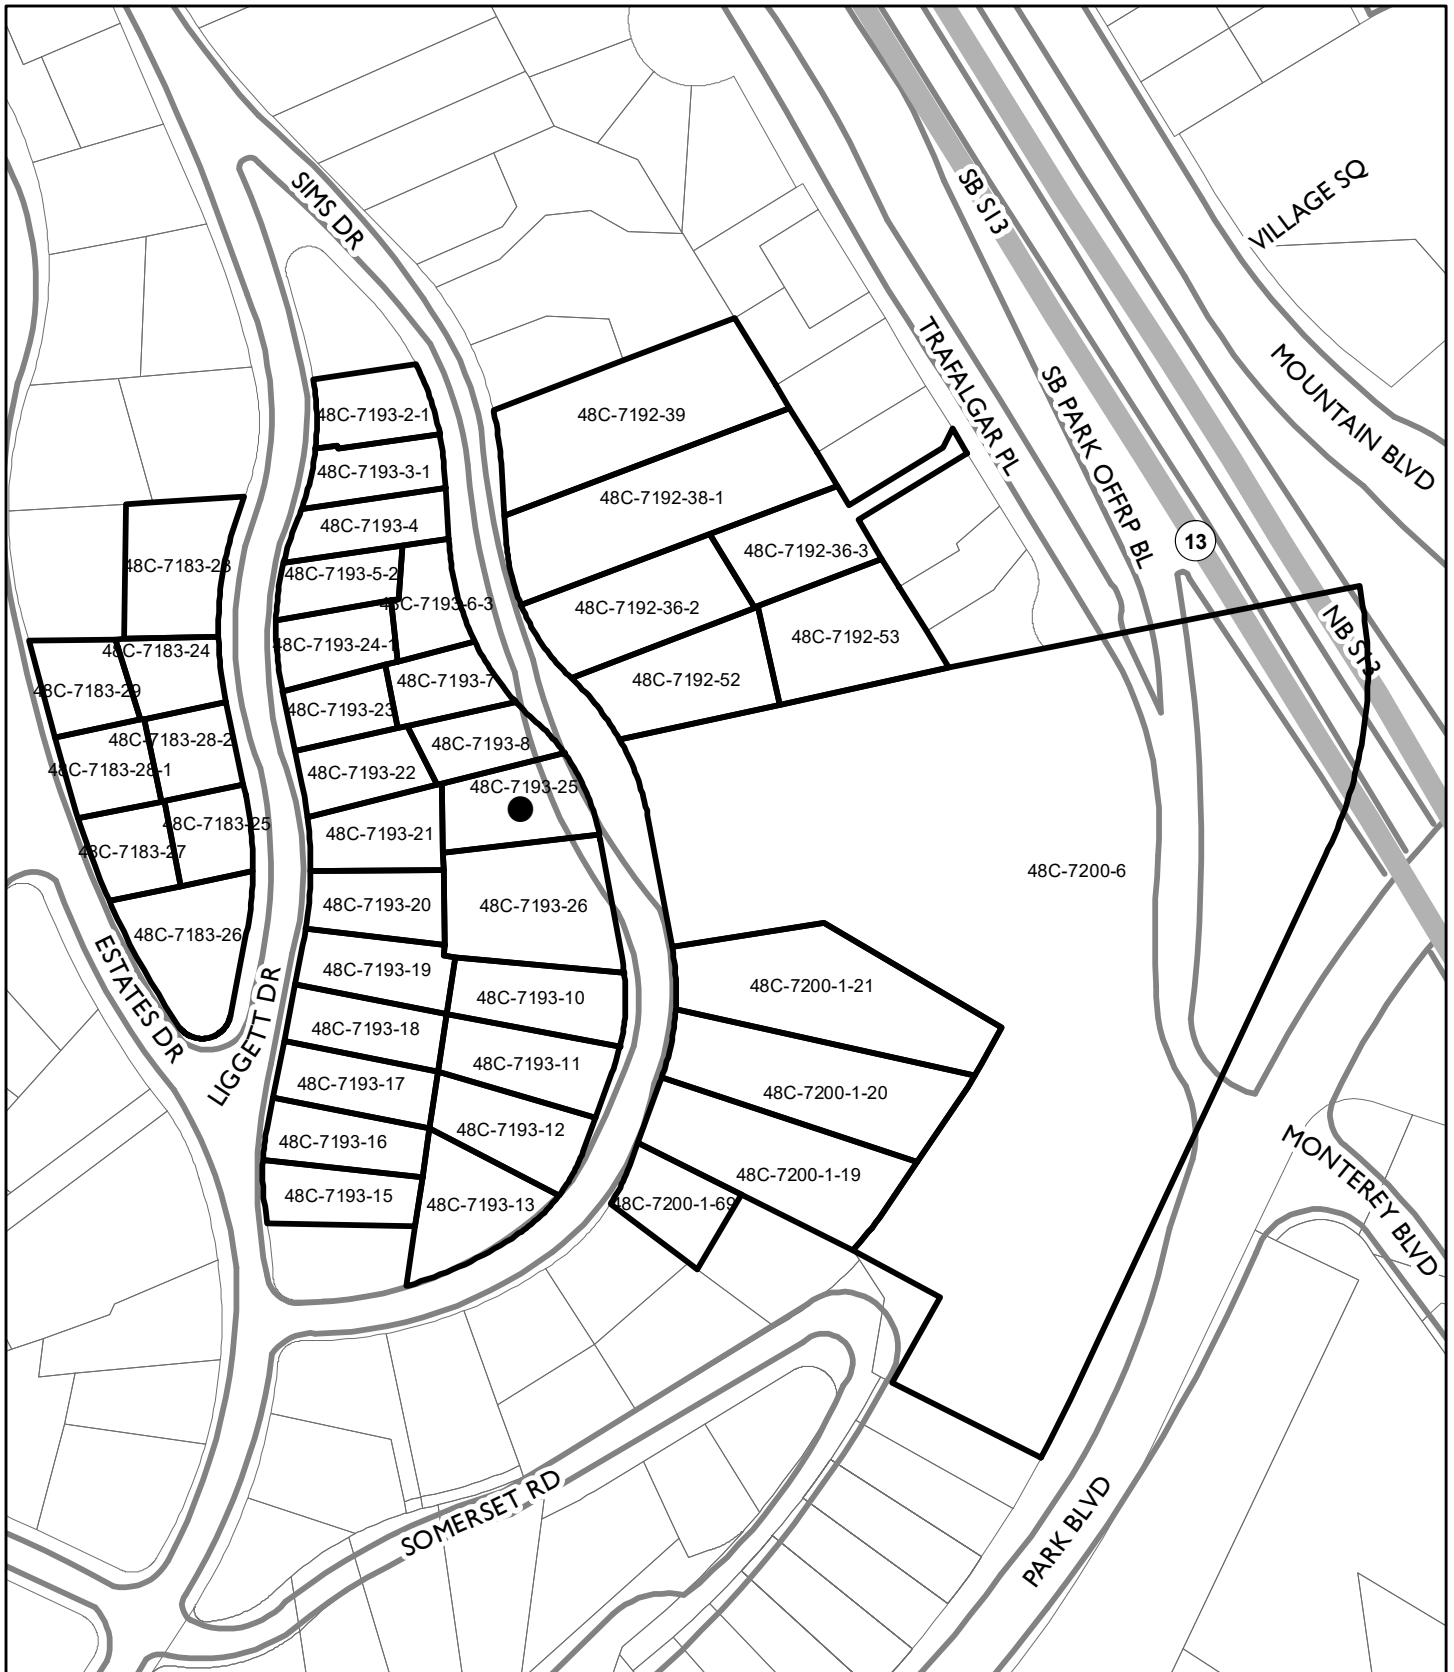 SIMS DR
SB S13
VILLAGE SQ
TRAFALGAR PL
SB PARK OFFRP BL
MOUNTAIN BLVD
13
NB S13
48C-7193-2-1
48C-7192-39
48C-7193-3-1
48C-7192-38-1
48C-7193-4
48C-7192-36-3
48C-7183-23
48C-7193-5-2
48C-7193-6-3
48C-7192-36-2
48C-7192-53
48C-7193-24-1
48C-7183-24
48C-7192-52
48C-7193-7
48C-7183-29
48C-7193-23
48C-7183-28-2
48C-7193-8
48C-7183-28-1
48C-7193-22
48C-7193-25
48C-7183-25
48C-7193-21
48C-7183-27
48C-7200-6
48C-7193-20
48C-7193-26
48C-7183-26
48C-7193-19
48C-7200-1-21
48C-7193-10
48C-7193-18
48C-7193-11
48C-7193-17
48C-7200-1-20
48C-7193-12
48C-7193-16
48C-7200-1-19
48C-7193-15
48C-7193-13
48C-7200-1-69
ESTATES DR
LIGGETT DR
MONTEREY BLVD
SOMERSET RD
PARK BLVD